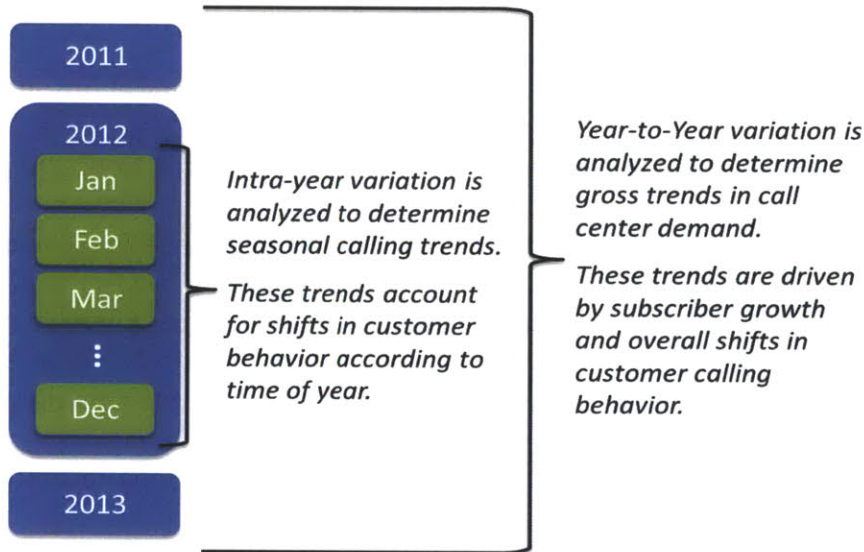 2011
2012
Jan
Feb
Mar
⋮
Dec
2013
Intra-year variation is
analyzed to determine
seasonal calling trends.
These trends account
for shifts in customer
behavior according to
time of year.
Year-to-Year variation is
analyzed to determine
gross trends in call
center demand.
These trends are driven
by subscriber growth
and overall shifts in
customer calling
behavior.